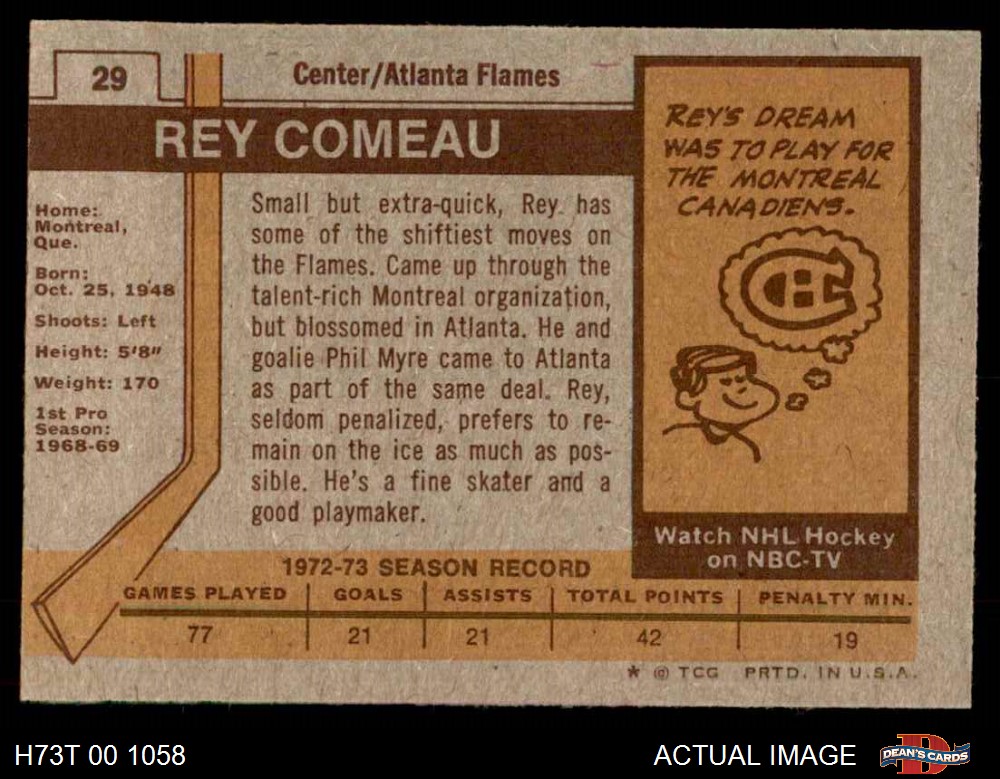 29
Center/Atlanta Flames
REY COMEAU
Home:
Montreal,
Que.
Born:
Oct. 25, 1948
Shoots: Left
Height: 5'8"
Weight: 170
1st Pro
Season:
1968-69
Small but extra-quick, Rey has
some of the shiftiest moves on
the Flames. Came up through the
talent-rich Montreal organization,
but blossomed in Atlanta. He and
goalie Phil Myre came to Atlanta
as part of the same deal. Rey,
seldom penalized, prefers to re-
main on the ice as much as pos-
sible. He's a fine skater and a
good playmaker.
REY'S DREAM
WAS TO PLAY FOR
THE MONTREAL
CANADIENS.
CH
Watch NHL Hockey
on NBC-TV
1972-73 SEASON RECORD
GAMES PLAYED GOALS ASSISTS TOTAL POINTS PENALTY MIN.
77 21 21 42 19
* © TCG PRTD. IN U.S.A.
H73T 00 1058
ACTUAL IMAGE
D
DEAN'S CARDS